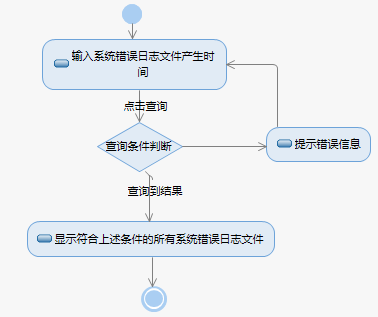 输入系统错误日志文件产生时
间
点击查询
查询条件判断
提示错误信息
查询到结果
显示符合上述条件的所有系统错误日志文件